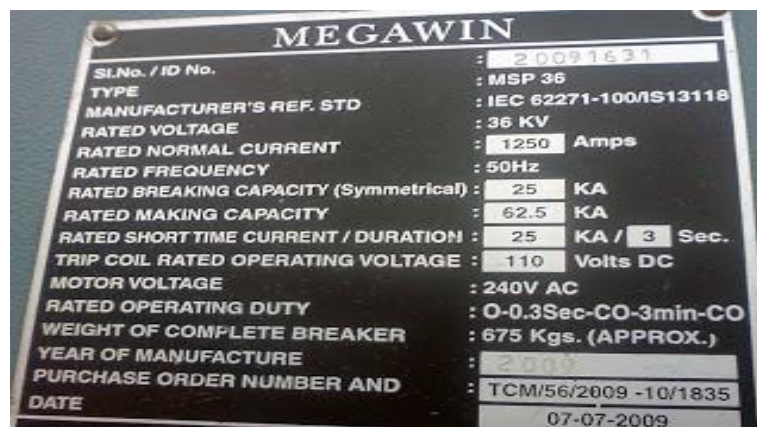 MEGAWIN
SI.No. / ID No. : 20091631
TYPE : MSP 36
MANUFACTURER'S REF. STD : IEC 62271-100/IS13118
RATED VOLTAGE : 36 KV
RATED NORMAL CURRENT : 1250 Amps
RATED FREQUENCY : 50Hz
RATED BREAKING CAPACITY (Symmetrical) : 25 KA
RATED MAKING CAPACITY : 62.5 KA
RATED SHORT TIME CURRENT / DURATION : 25 KA / 3 Sec.
TRIP COIL RATED OPERATING VOLTAGE : 110 Volts DC
MOTOR VOLTAGE : 240V AC
RATED OPERATING DUTY : O-0.3Sec-CO-3min-CO
WEIGHT OF COMPLETE BREAKER : 675 Kgs. (APPROX.)
YEAR OF MANUFACTURE : 2009
PURCHASE ORDER NUMBER AND : TCM/56/2009 -10/1835
DATE 07-07-2009